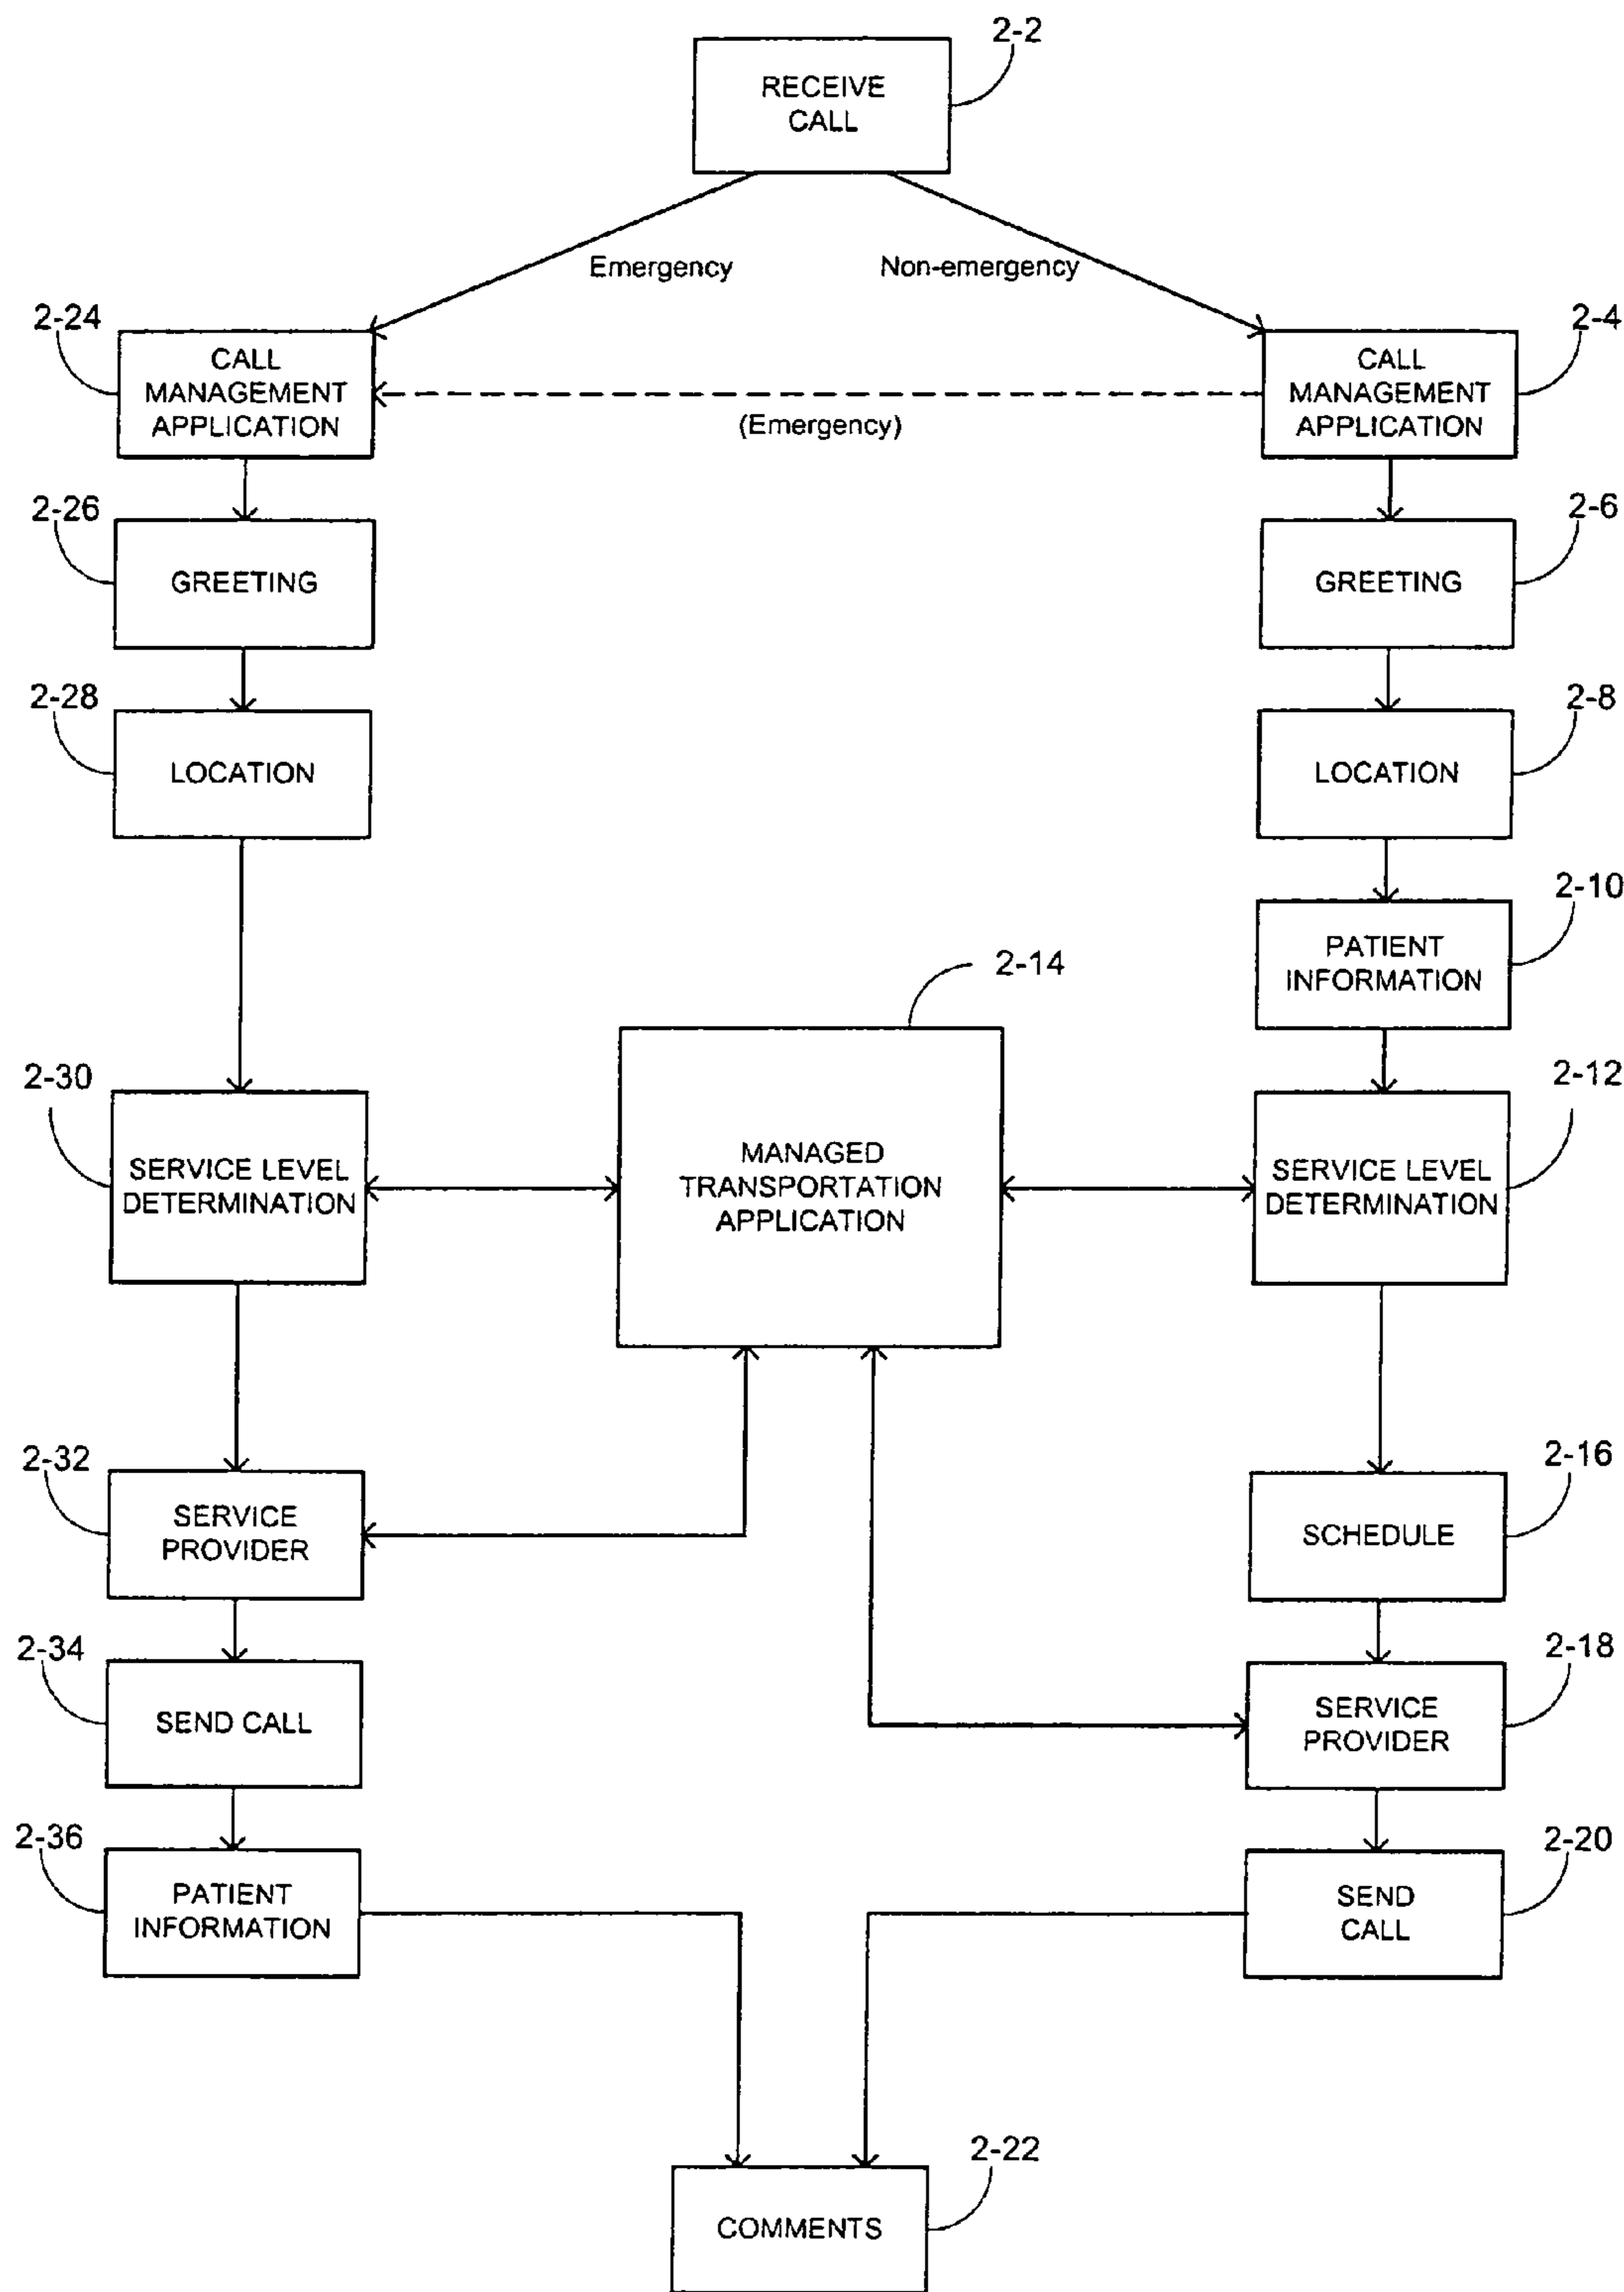 2-2
RECEIVE
CALL
Emergency
Non-emergency
2-24
CALL
MANAGEMENT
APPLICATION
2-4
CALL
MANAGEMENT
APPLICATION
(Emergency)
2-26
GREETING
2-6
GREETING
2-28
LOCATION
2-8
LOCATION
2-10
PATIENT
INFORMATION
2-14
MANAGED
TRANSPORTATION
APPLICATION
2-30
SERVICE LEVEL
DETERMINATION
2-12
SERVICE LEVEL
DETERMINATION
2-32
SERVICE
PROVIDER
2-16
SCHEDULE
2-34
SEND CALL
2-18
SERVICE
PROVIDER
2-36
PATIENT
INFORMATION
2-20
SEND
CALL
2-22
COMMENTS